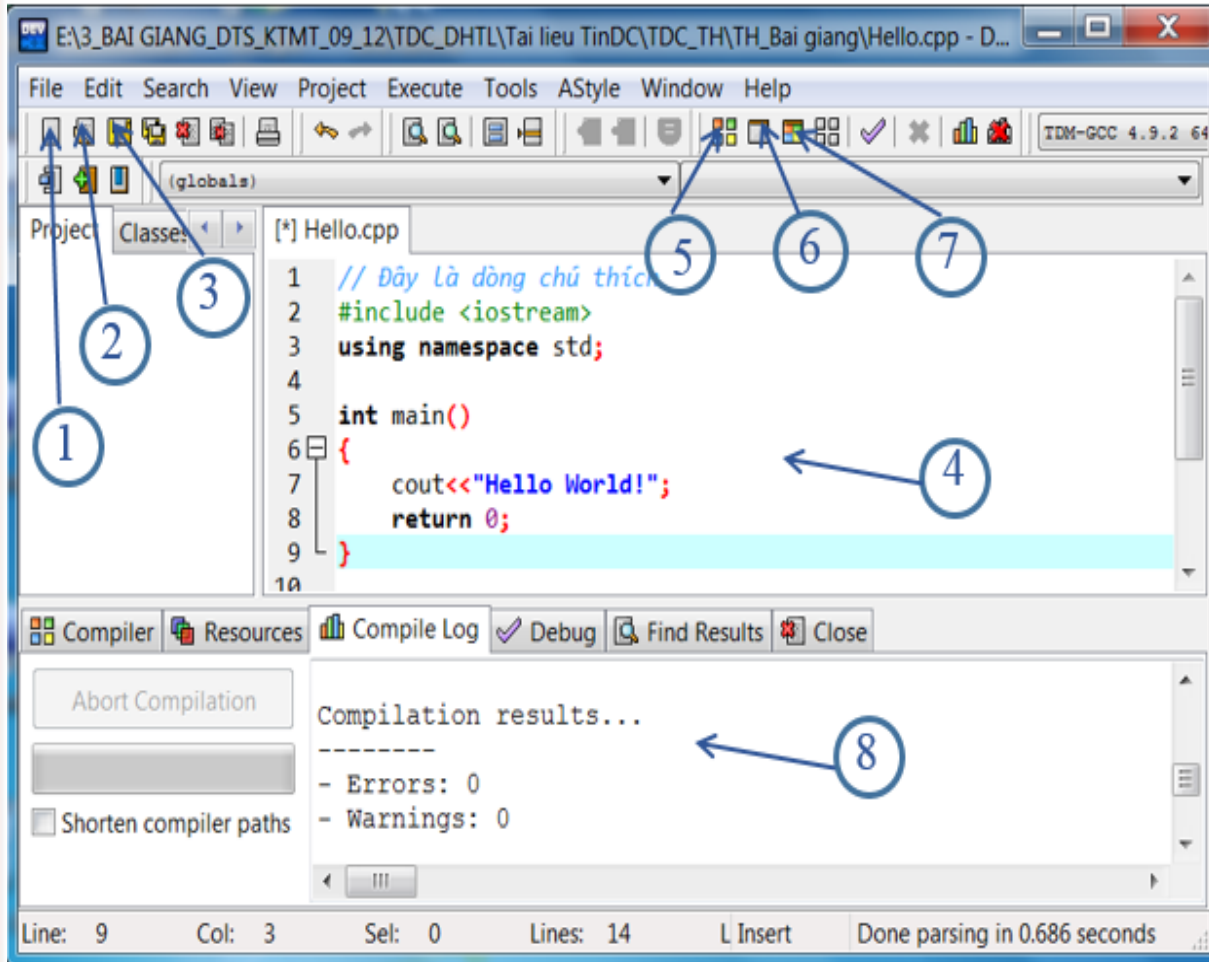 DEV E:\3_BAI GIANG_DTS_KTMT_09_12\TDC_DHTL\Tai lieu TinDC\TDC_TH\TH_Bai giang\Hello.cpp - D...
File Edit Search View Project Execute Tools AStyle Window Help
TDM-GCC 4.9.2 64
(globals)
Project Classes [*] Hello.cpp
5 6 7
3
2
1
4
1 // Đây là dòng chú thích
2 #include <iostream>
3 using namespace std;
4
5 int main()
6 {
7 cout<<"Hello World!";
8 return 0;
9 }
10
Compiler Resources Compile Log Debug Find Results Close
Abort Compilation
Shorten compiler paths
Compilation results...
--------
- Errors: 0
- Warnings: 0
8
Line: 9 Col: 3 Sel: 0 Lines: 14 L Insert Done parsing in 0.686 seconds